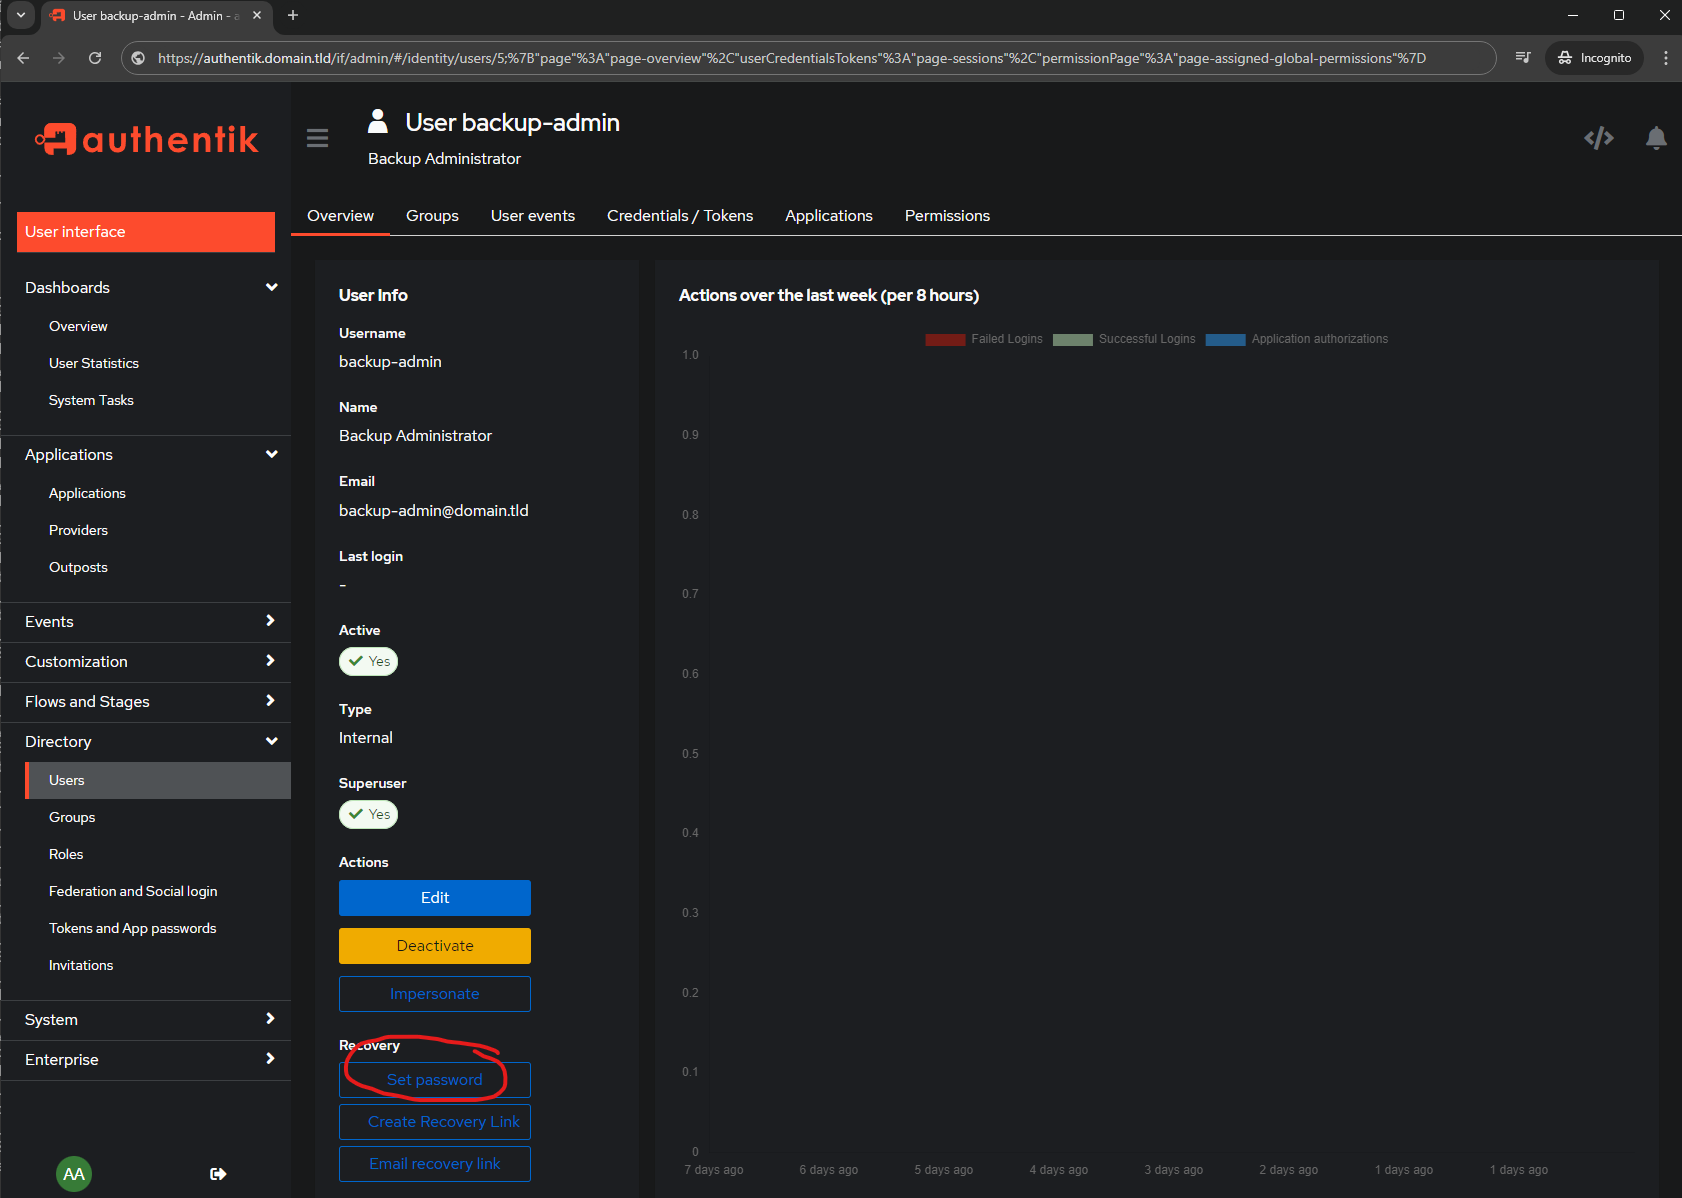 User backup-admin - Admin - a
https://authentik.domain.tld/if/admin/#/identity/users/5;%7B"page"%3A"page-overview"%2C"userCredentialsTokens"%3A"page-sessions"%2C"permissionPage"%3A"page-assigned-global-permissions"%7D
Incognito
authentik
User interface
Dashboards
Overview
User Statistics
System Tasks
Applications
Applications
Providers
Outposts
Events
Customization
Flows and Stages
Directory
Users
Groups
Roles
Federation and Social login
Tokens and App passwords
Invitations
System
Enterprise
AA
User backup-admin
Backup Administrator
Overview Groups User events Credentials / Tokens Applications Permissions
User Info
Username
backup-admin
Name
Backup Administrator
Email
backup-admin@domain.tld
Last login
-
Active
Yes
Type
Internal
Superuser
Yes
Actions
Edit
Deactivate
Impersonate
Recovery
Set password
Create Recovery Link
Email recovery link
Actions over the last week (per 8 hours)
Failed Logins Successful Logins Application authorizations
1.0
0.9
0.8
0.7
0.6
0.5
0.4
0.3
0.2
0.1
0
7 days ago 6 days ago 5 days ago 4 days ago 3 days ago 2 days ago 1 days ago 1 days ago